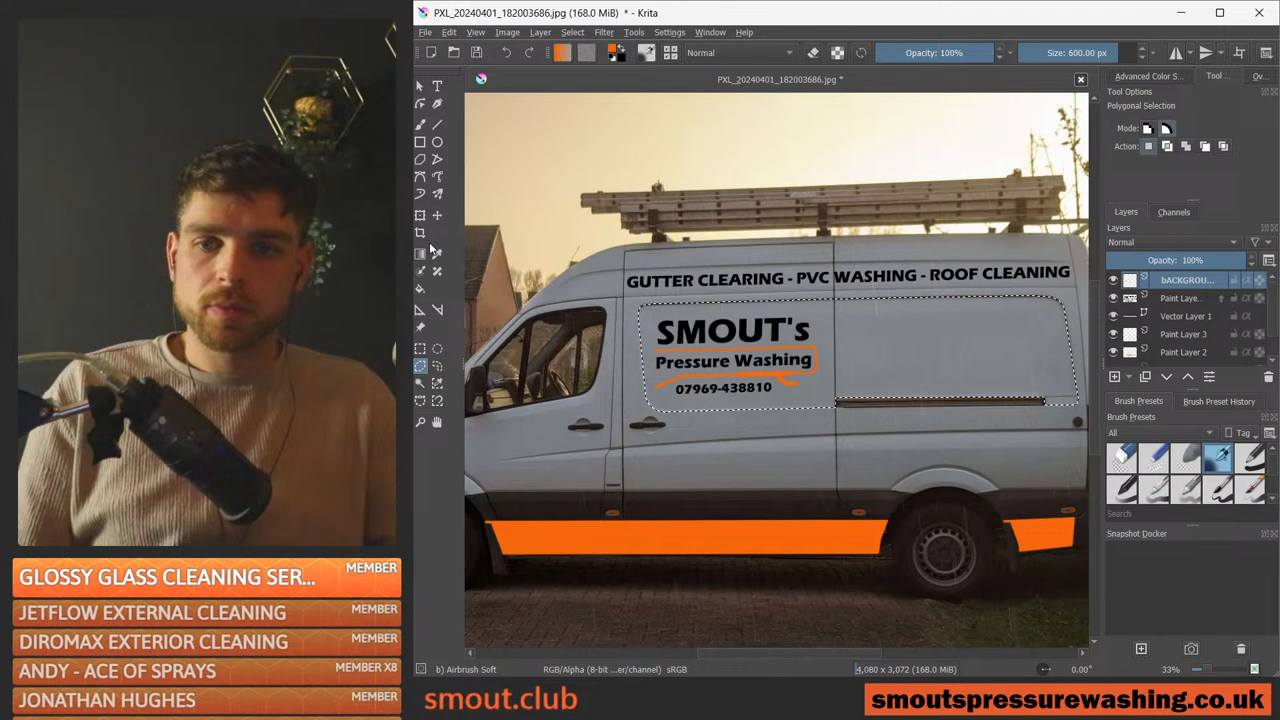 PXL_20240401_182003686.jpg (168.0 MiB) * - Krita
File Edit View Image Layer Select Filter Tools Settings Window Help
Normal
Opacity: 100%
Size: 600.00 px
PXL_20240401_182003686.jpg *
Advanced Color S...
Tool ...
Ov...
Tool Options
Polygonal Selection
Mode:
Action:
Layers
Channels
Layers
Normal
Opacity: 100%
bACKGROU...
Paint Laye...
Vector Layer 1
Paint Layer 3
Paint Layer 2
Brush Presets
Brush Preset History
Brush Presets
All
Tag
Search
Snapshot Docker
GUTTER CLEARING - PVC WASHING - ROOF CLEANING
SMOUT's
Pressure Washing
07969-438810
b) Airbrush Soft
RGB/Alpha (8-bit ...er/channel) sRGB
4,080 x 3,072 (168.0 MiB)
0.00°
33%
GLOSSY GLASS CLEANING SER... MEMBER
JETFLOW EXTERNAL CLEANING MEMBER
DIROMAX EXTERIOR CLEANING MEMBER
ANDY - ACE OF SPRAYS MEMBER X8
JONATHAN HUGHES MEMBER
smout.club
smoutspressurewashing.co.uk